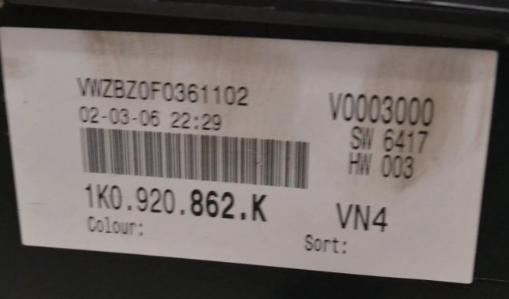 VWZBZ0F0361102
02-03-06 22:29
1K0.920.862.K
Colour:
V0003000
SW 6417
HW 003
VN4
Sort: